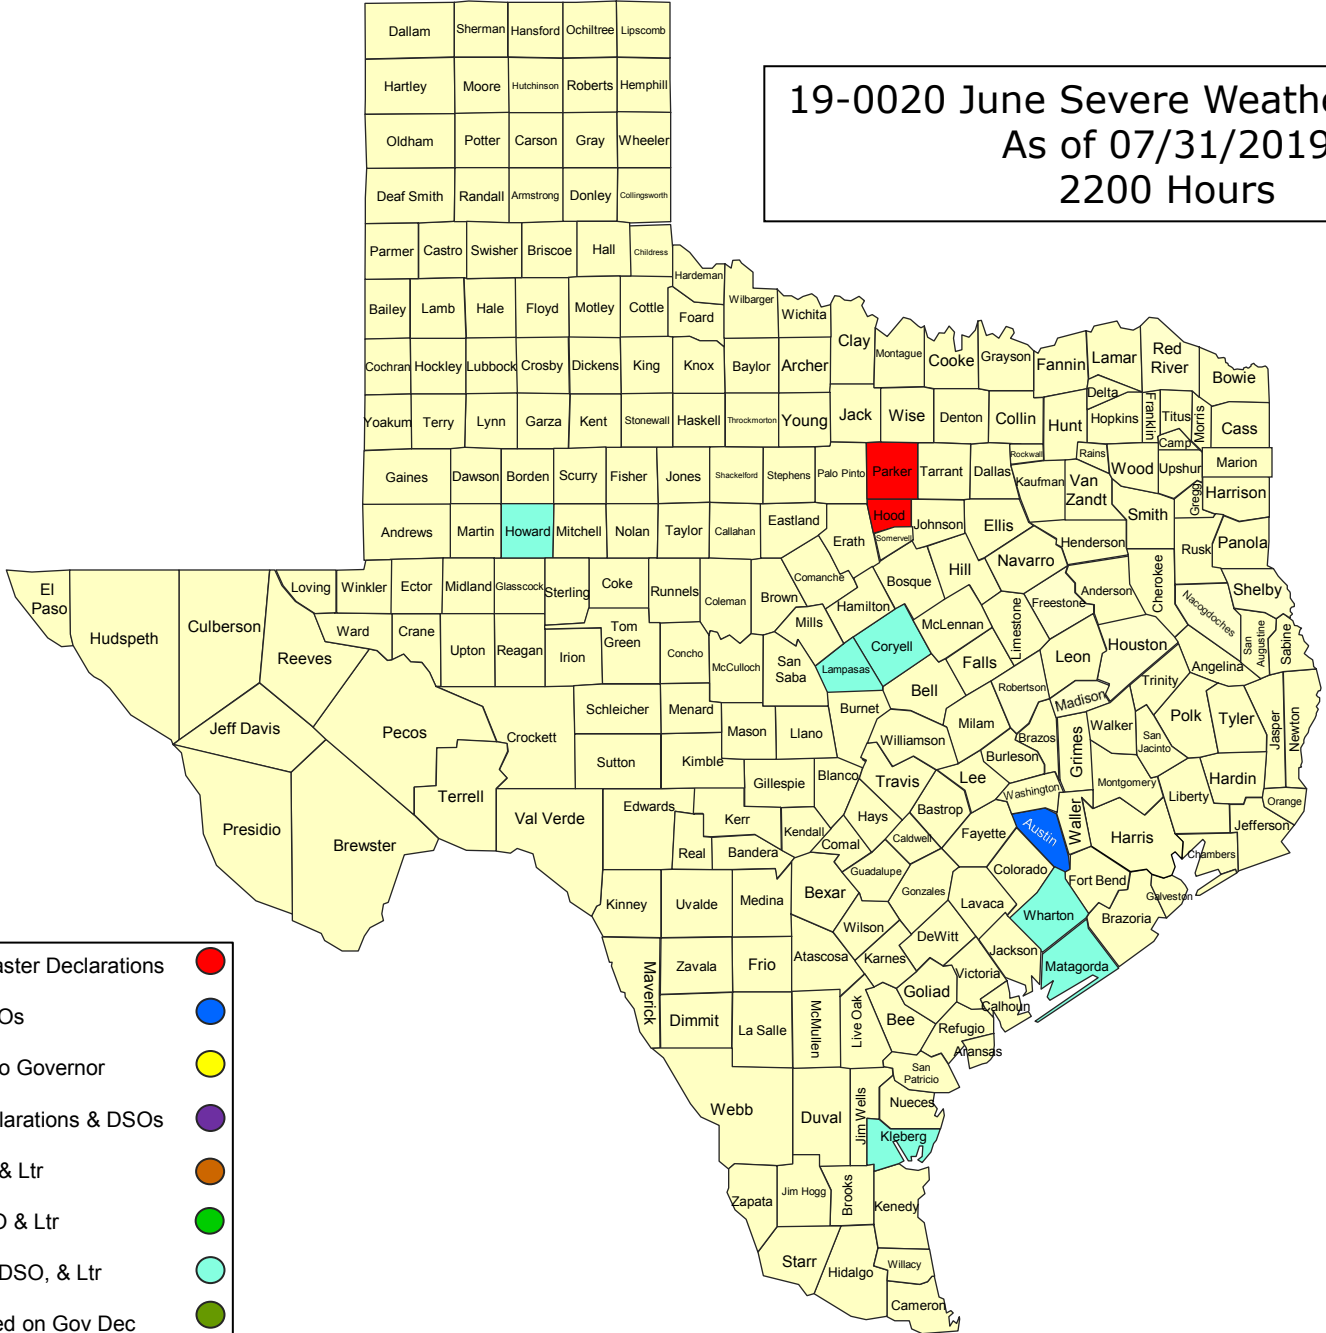 Dallam Sherman Hansford Ochiltree Lipscomb
19-0020 June Severe Weathe
As of 07/31/2019
2200 Hours
Hartley Moore Hutchinson Roberts Hemphill
Oldham Potter Carson Gray Wheeler
Deaf Smith Randall Armstrong Donley Collingsworth
Parmer Castro Swisher Briscoe Hall Childress
Hardeman
Bailey Lamb Hale Floyd Motley Cottle Foard Wilbarger Wichita
Clay Montague Cooke Grayson Fannin Lamar Red
River Bowie
Cochran Hockley Lubbock Crosby Dickens King Knox Baylor Archer
Delta
Yoakum Terry Lynn Garza Kent Stonewall Haskell Throckmorton Young Jack Wise Denton Collin Hunt Hopkins Franklin Titus Morris Cass
Camp
Gaines Dawson Borden Scurry Fisher Jones Shackelford Stephens Palo Pinto Parker Tarrant Dallas Rockwall Kaufman Rains Van
Zandt Wood Upshur Gregg Marion
Harrison
Andrews Martin Howard Mitchell Nolan Taylor Callahan Eastland Erath Hood Somervell Johnson Ellis Henderson Smith Rusk Panola
El
Paso Hudspeth Culberson Loving Winkler Ector Midland Glasscock Sterling Coke Runnels Coleman Brown Comanche Bosque Hill Navarro Anderson Cherokee Nacogdoches Shelby
Reeves Ward Crane Upton Reagan Irion Tom
Green Concho McCulloch San
Saba Mills Hamilton Coryell McLennan Limestone Freestone Leon Houston Angelina San
Augustine Sabine
Lampasas Falls
Jeff Davis Pecos Crockett Schleicher Menard Mason Llano Burnet Bell Milam Robertson Madison Trinity Polk Tyler Jasper Newton
Sutton Kimble Gillespie Blanco Williamson Travis Lee Burleson Brazos Grimes Walker San
Jacinto Hardin
Presidio Brewster Terrell Val Verde Edwards Kerr Kendall Hays Bastrop Washington Montgomery Liberty Orange
Real Bandera Comal Caldwell Fayette Austin Waller Harris Chambers Jefferson
Kinney Uvalde Medina Bexar Guadalupe Gonzales Lavaca Colorado Fort Bend Galveston
Wilson Wharton Brazoria
Maverick Zavala Frio Atascosa Karnes DeWitt Jackson Matagorda
Victoria
Dimmit La Salle McMullen Live Oak Bee Goliad Calhoun
Refugio
Aransas
San
Patricio
Webb Duval Jim Wells Nueces
Kleberg
Zapata Jim Hogg Brooks Kenedy
Starr Hidalgo Willacy
Cameron
aster Declarations
Os
o Governor
larations & DSOs
& Ltr
O & Ltr
DSO, & Ltr
ed on Gov Dec